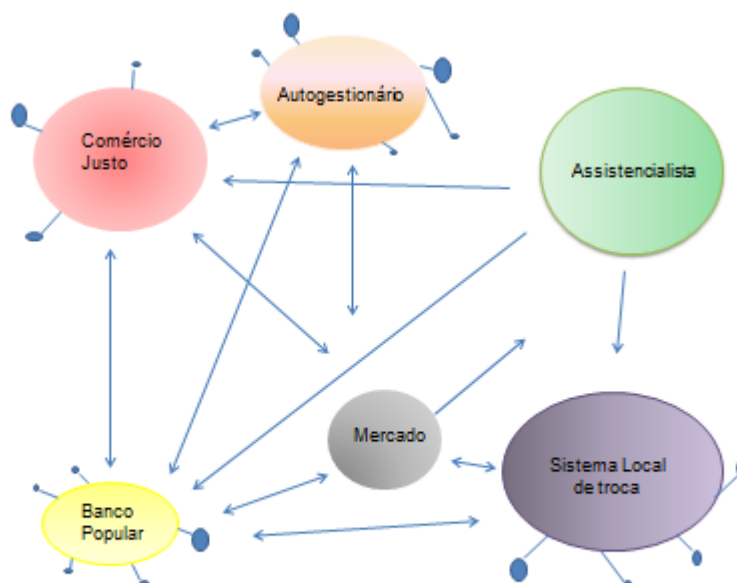 Autogestionário
Comércio
Justo
Assistencialista
Mercado
Sistema Local
de troca
Banco
Popular